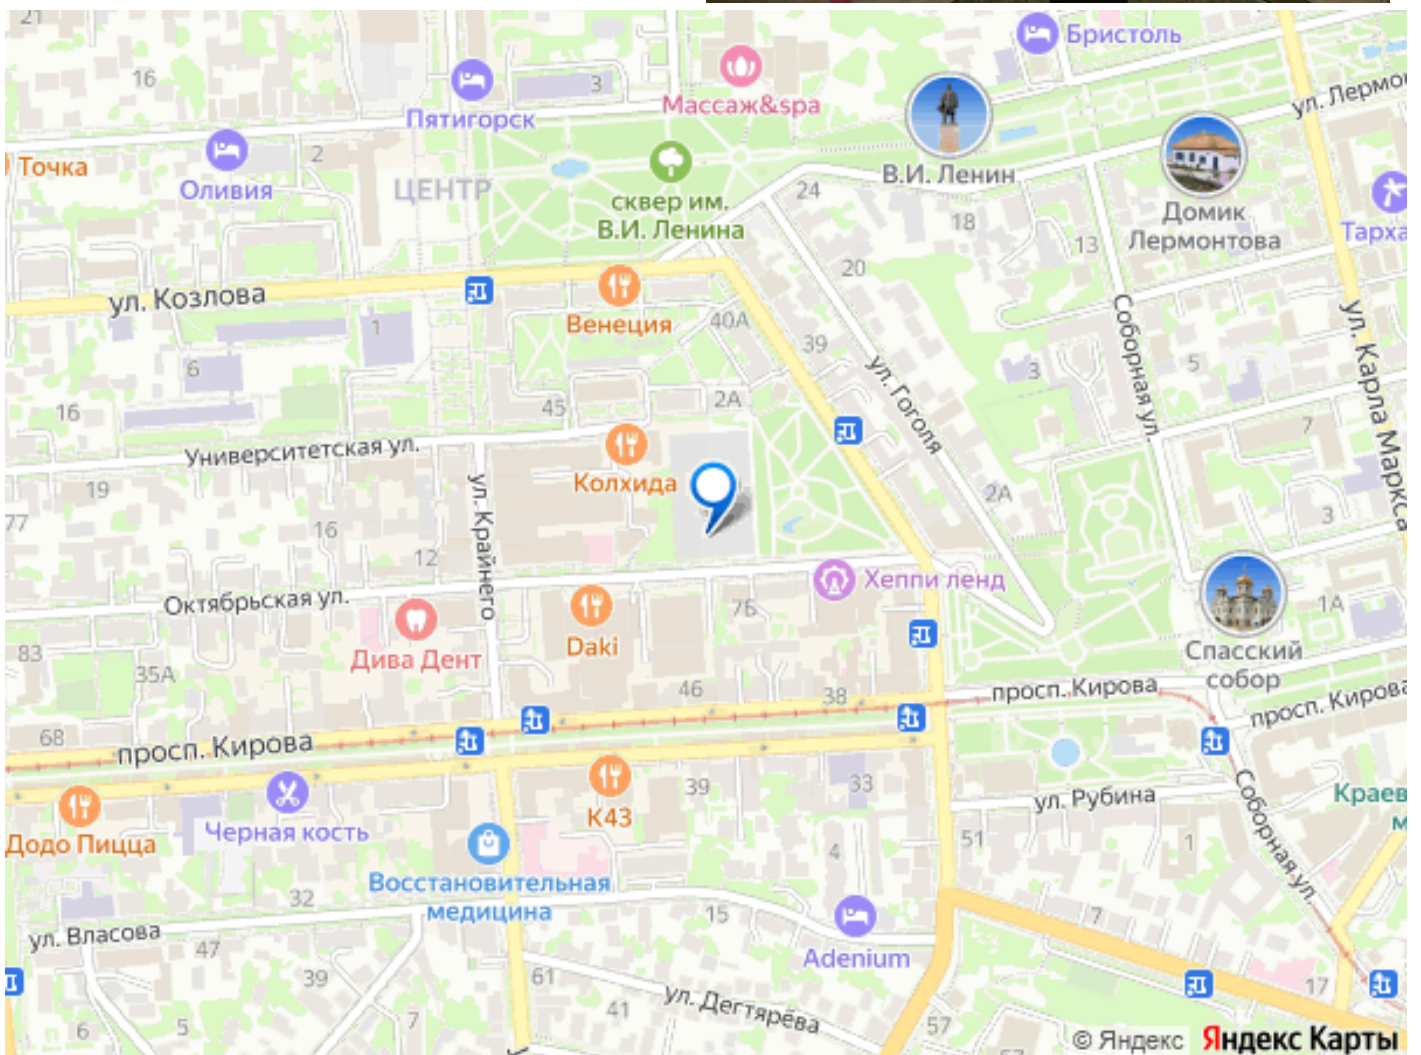 21
16
Пятигорск
3
Массаж&spa
Бристоль
ул. Лермо
Точка
Оливия
2
ЦЕНТР
сквер им.
В.И. Ленина
24
В.И. Ленин
18
Домик
Лермонтова
13
Тарха
20
ул. Козлова
1
6
Венеция
40А
39
ул. Гоголя
Соборная ул.
3
5
ул. Карла Маркса
16
45
2А
7
Университетская ул.
Колхида
19
77
16
12
ул. Крайнего
2А
3
Октябрьская ул.
Дива Дент
Daki
76
Хеппи ленд
1А
Спасский
собор
83
35А
46
38
просп. Кирова
просп. Кирова
68
просп. Кирова
Додо Пицца
Черная кость
К43
39
33
ул. Рубина
Краев
м
Восстановительная
медицина
4
51
1
Соборная ул.
32
ул. Власова
47
39
15
Adenium
7
61
41
ул. Дегтярёва
57
17
6
5
7
© Яндекс Яндекс Карты